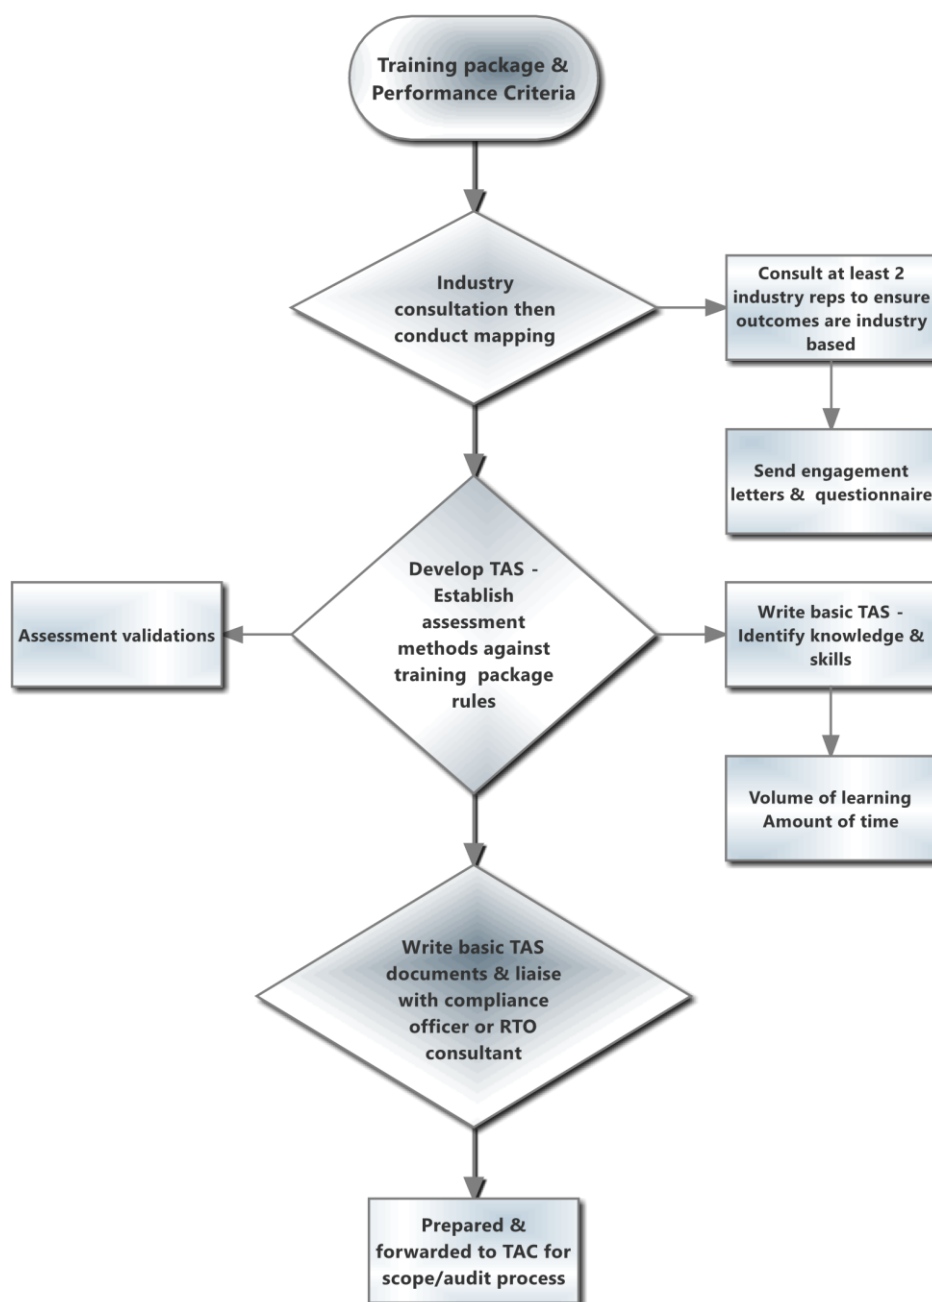 Training package &
Performance Criteria
Industry
consultation then
conduct mapping
Consult at least 2
industry reps to ensure
outcomes are industry
based
Send engagement
letters & questionnaire
Develop TAS -
Establish
assessment
methods against
training package
rules
Assessment validations
Write basic TAS -
Identify knowledge &
skills
Volume of learning
Amount of time
Write basic TAS
documents & liaise
with compliance
officer or RTO
consultant
Prepared &
forwarded to TAC for
scope/audit process